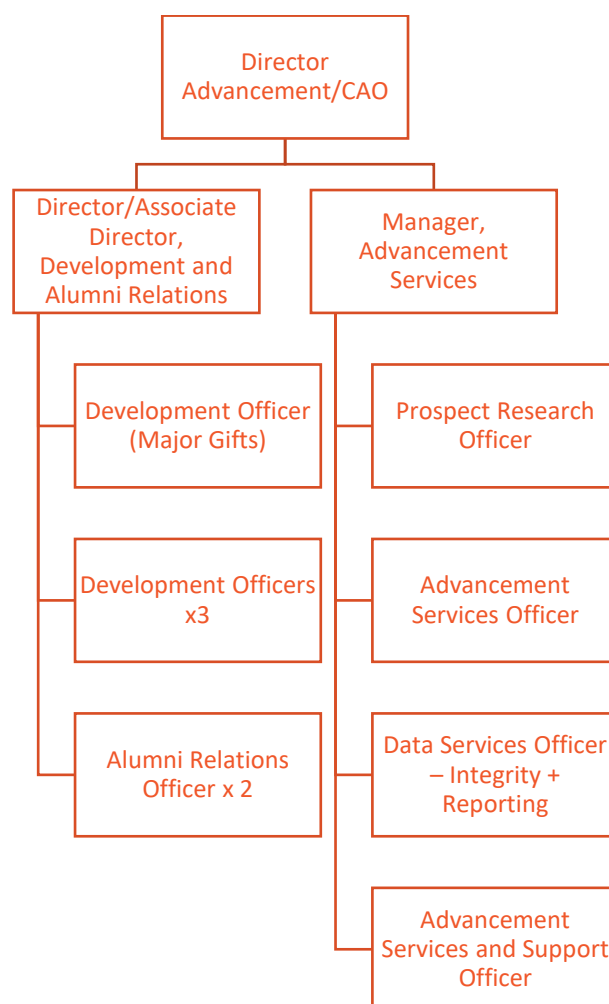 Director
Advancement/CAO
Director/Associate
Director,
Development and
Alumni Relations
Manager,
Advancement
Services
Development Officer
(Major Gifts)
Prospect Research
Officer
Development Officers
x3
Advancement
Services Officer
Alumni Relations
Officer x 2
Data Services Officer
– Integrity +
Reporting
Advancement
Services and Support
Officer